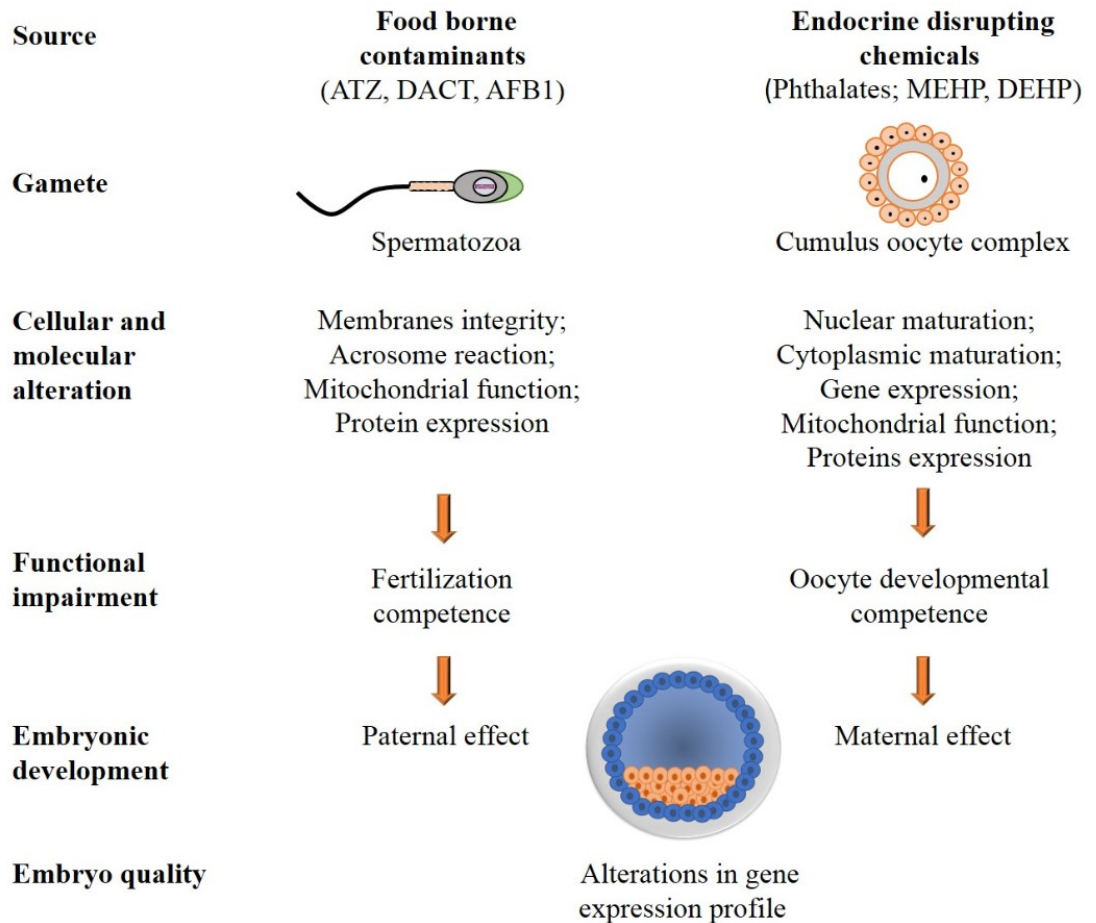 Source
Food borne
contaminants
(ATZ, DACT, AFB1)
Endocrine disrupting
chemicals
(Phthalates; MEHP, DEHP)
Gamete
Spermatozoa
Cumulus oocyte complex
Cellular and
molecular
alteration
Membranes integrity;
Acrosome reaction;
Mitochondrial function;
Protein expression
Nuclear maturation;
Cytoplasmic maturation;
Gene expression;
Mitochondrial function;
Proteins expression
Functional
impairment
Fertilization
competence
Oocyte developmental
competence
Embryonic
development
Paternal effect
Maternal effect
Embryo quality
Alterations in gene
expression profile